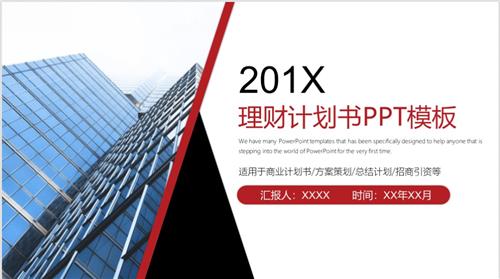 201X
理财计划书PPT模板
We have many PowerPoint templates that has been specifically designed to help anyone that is
stepping into the world of PowerPoint for the very first time.
适用于商业计划书/方案策划/总结计划/招商引资等
汇报人：XXXX 时间：XX年XX月